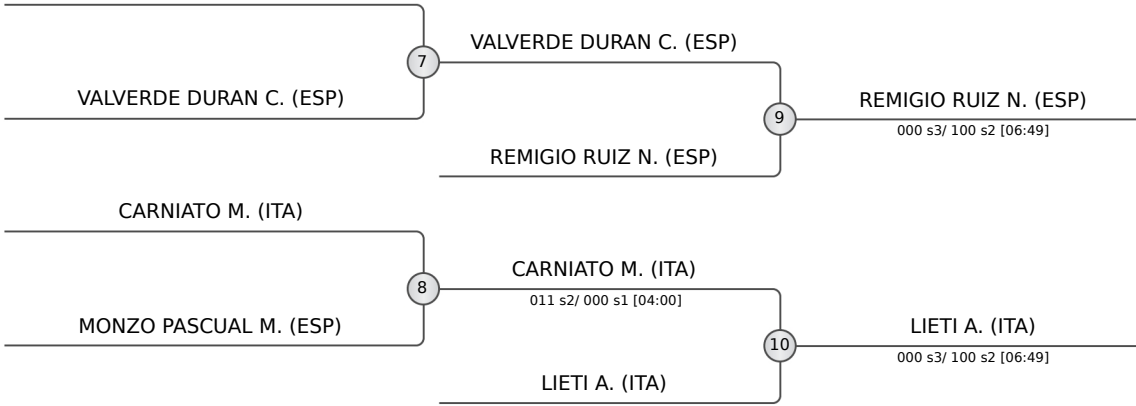 VALVERDE DURAN C. (ESP)
7
VALVERDE DURAN C. (ESP)
REMIGIO RUIZ N. (ESP)
9
REMIGIO RUIZ N. (ESP)
000 s3/ 100 s2 [06:49]
CARNIATO M. (ITA)
MONZO PASCUAL M. (ESP)
8
CARNIATO M. (ITA)
011 s2/ 000 s1 [04:00]
LIETI A. (ITA)
10
LIETI A. (ITA)
000 s3/ 100 s2 [06:49]